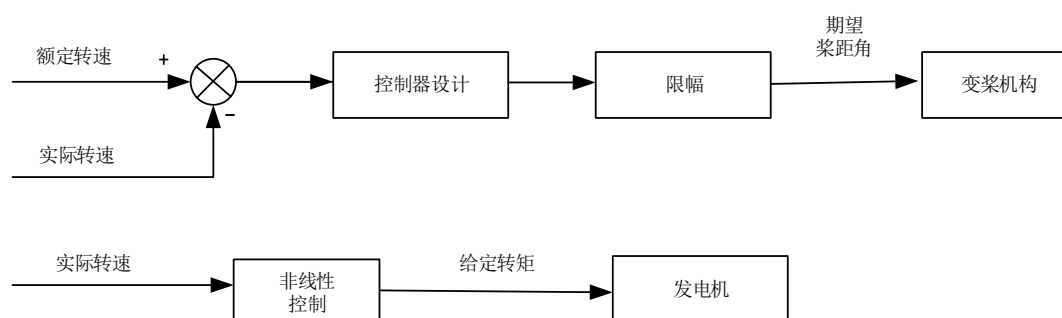 额定转速
+
控制器设计
限幅
期望
桨距角
变桨机构
-
实际转速
实际转速
非线性
控制
给定转矩
发电机